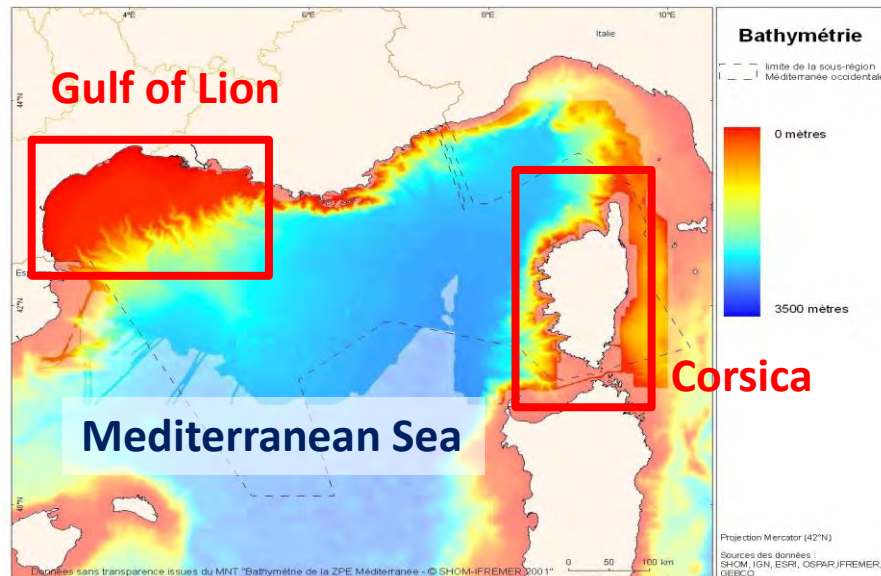 4°E
6°E
8°E
10°E
Italie
Gulf of Lion
44°N
Es
42°N
Corsica
Mediterranean Sea
40°N
0 50 100 km
Données sans transparence issues du MNT "Bathymétrie de la ZPE Méditerranée - © SHOM-IFREMER 2001"
Bathymétrie
limite de la sous-région
Méditerranée occidentale
0 mètres
3500 mètres
Projection Mercator (42°N)
Sources des données :
SHOM, IGN, ESRI, OSPAR,IFREMER,
GEBCO